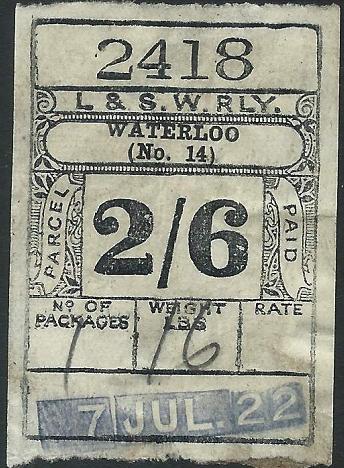 2418
L & S. W. RLY.
WATERLOO
(No. 14)
PARCEL
2/6
PAID
No OF PACKAGES
WEIGHT LBS
RATE
1
16
7 JUL. 22